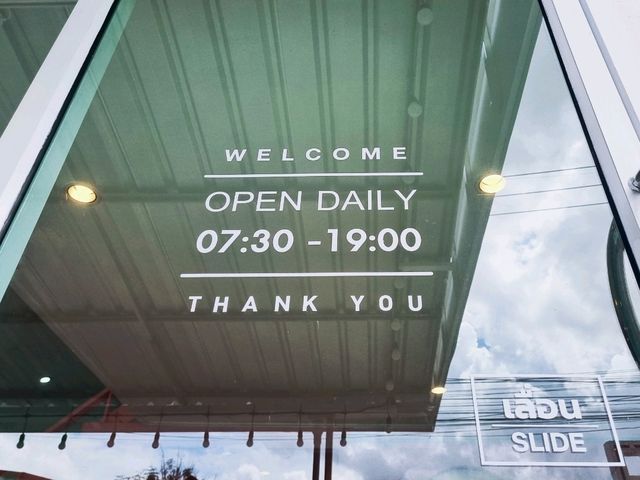 WELCOME
OPEN DAILY
07:30 - 19:00
THANK YOU
เลื่อน
SLIDE